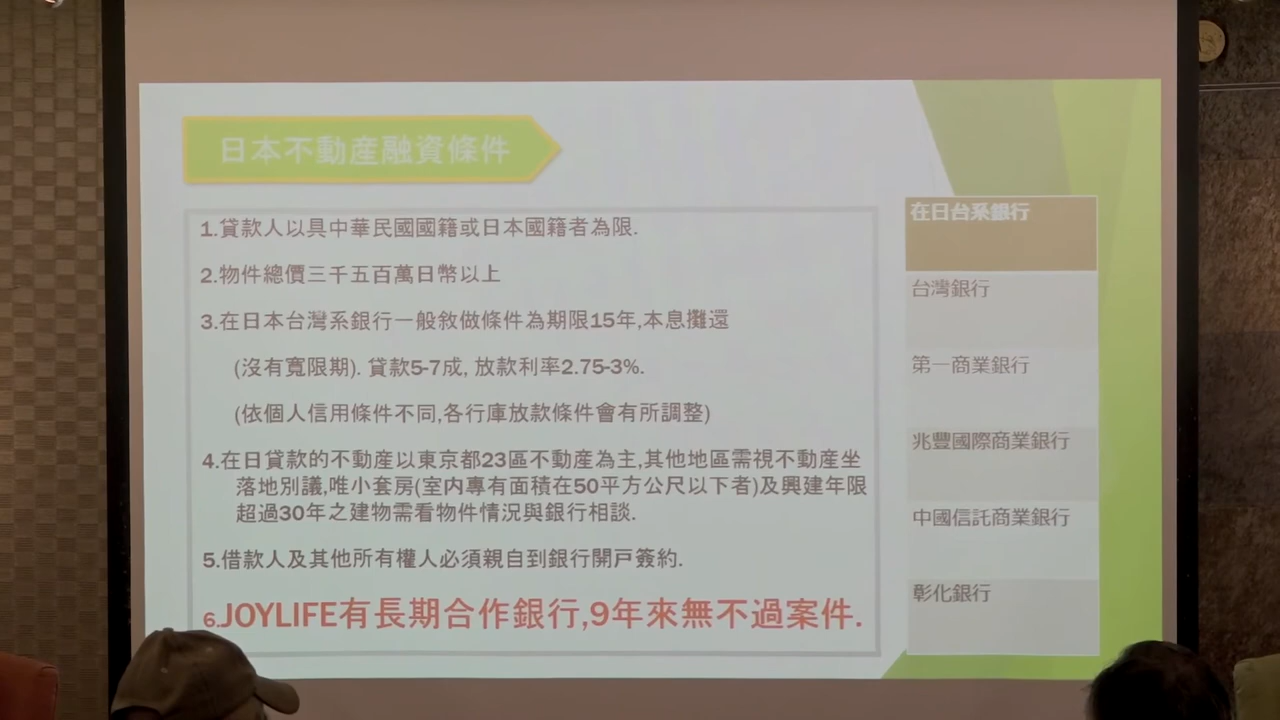 日本不動産融資條件
1.貸款人以具中華民國國籍或日本國籍者為限.
2.物件總價三千五百萬日幣以上
3.在日本台灣系銀行一般敘做條件為期限15年,本息攤還
(沒有寬限期). 貸款5-7成, 放款利率2.75-3%.
(依個人信用條件不同,各行庫放款條件會有所調整)
4.在日貸款的不動産以東京都23區不動産為主,其他地區需視不動産坐
落地別議,唯小套房(室内專有面積在50平方公尺以下者)及興建年限
超過30年之建物需看物件情況與銀行相談.
5.借款人及其他所有權人必須親自到銀行開戸簽約.
6.JOYLIFE有長期合作銀行,9年來無不過案件.
在日台系銀行
台灣銀行
第一商業銀行
兆豐國際商業銀行
中國信託商業銀行
彰化銀行